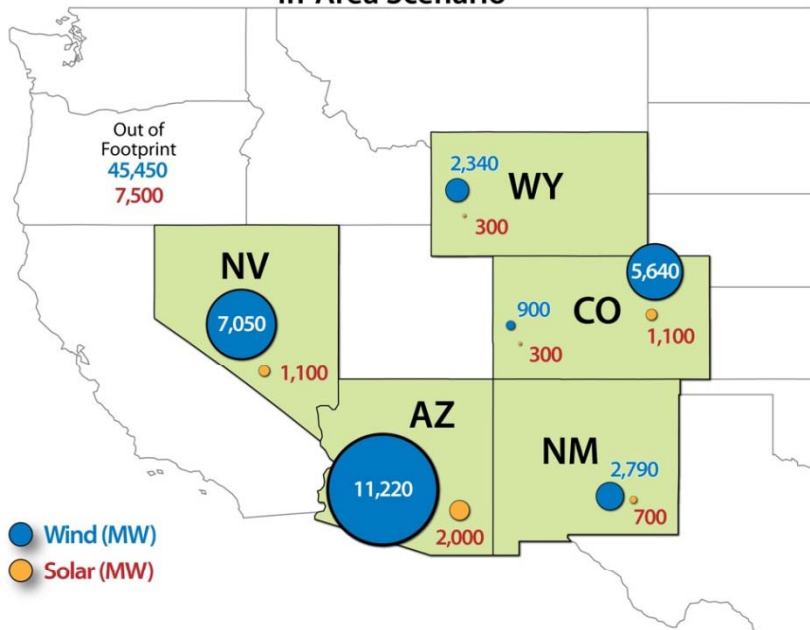 In-Area Scenario
Out of
Footprint
45,450
7,500
2,340
WY
300
NV
7,050
1,100
5,640
900
CO
300
1,100
AZ
11,220
2,000
NM
2,790
700
Wind (MW)
Solar (MW)